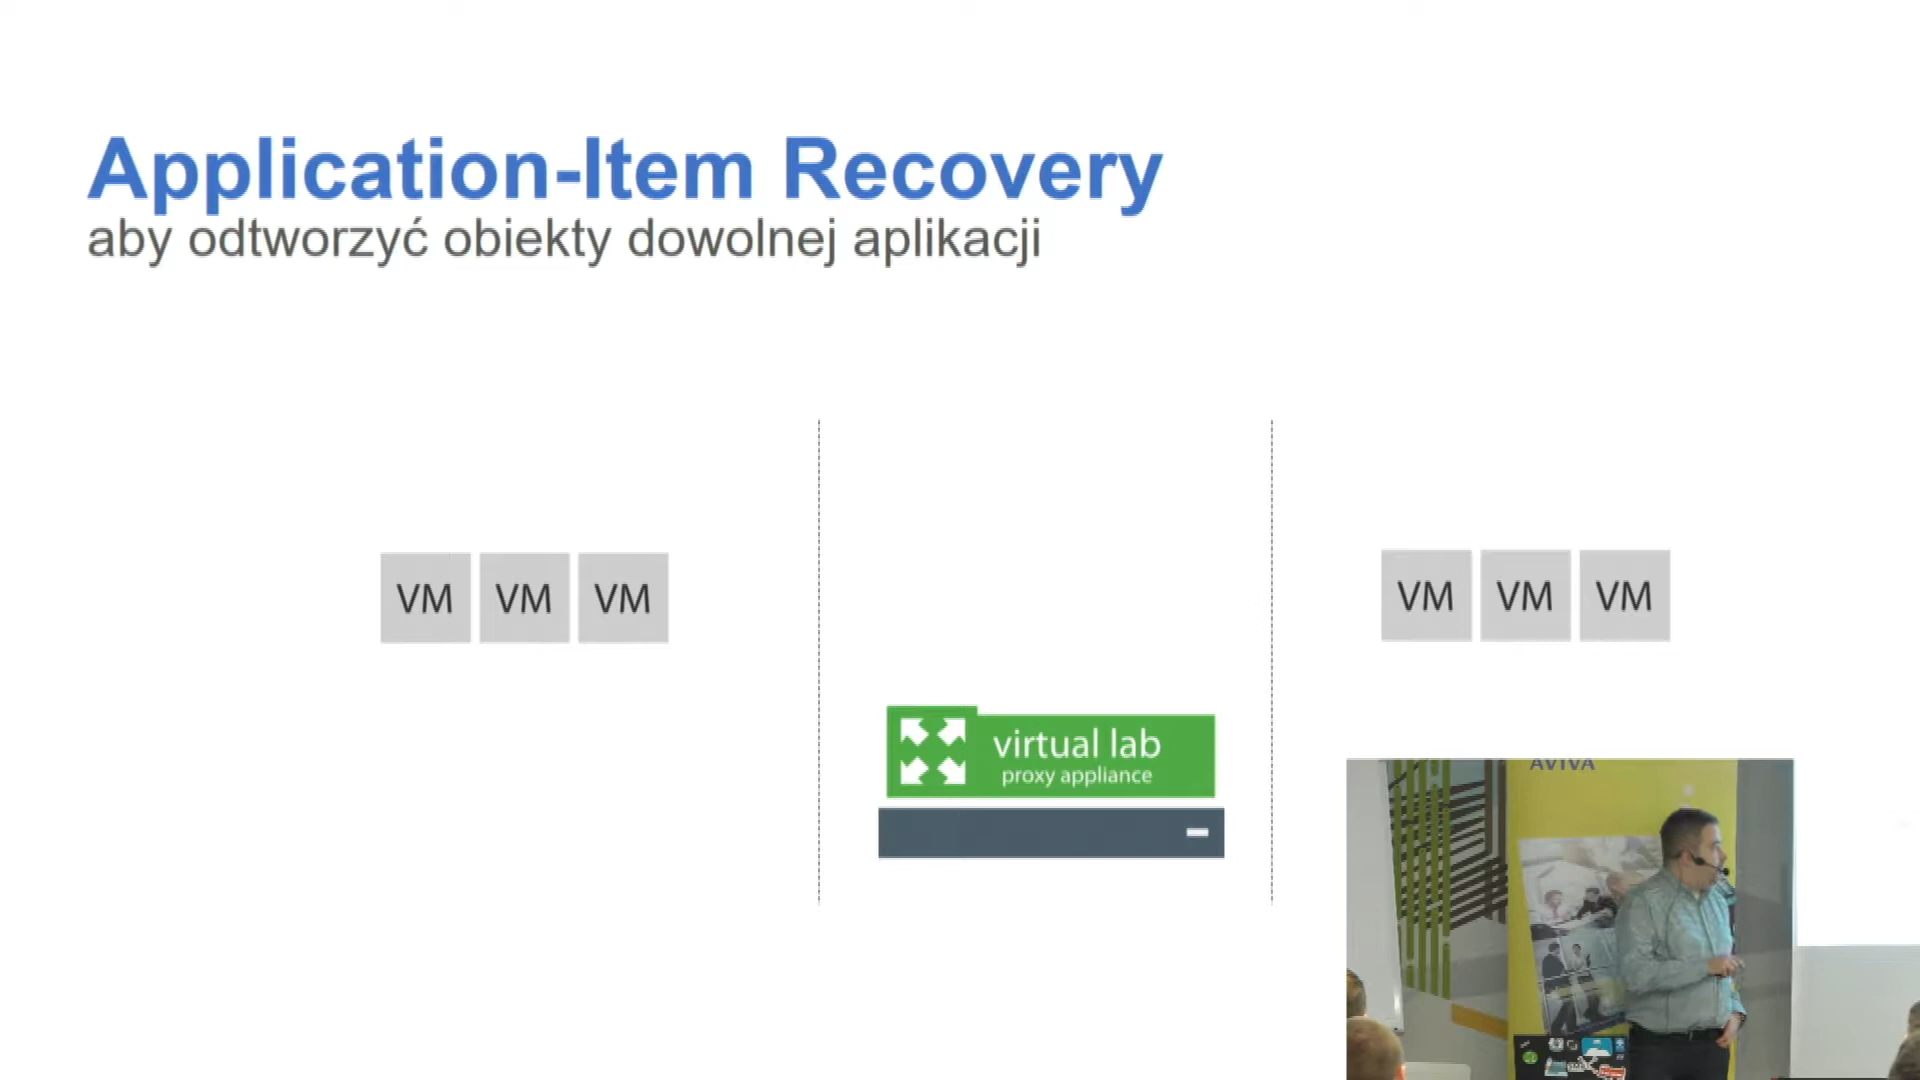 Application-Item Recovery
aby odtworzyć obiekty dowolnej aplikacji
VM VM VM
VM VM VM
virtual lab
proxy appliance
AVIVA